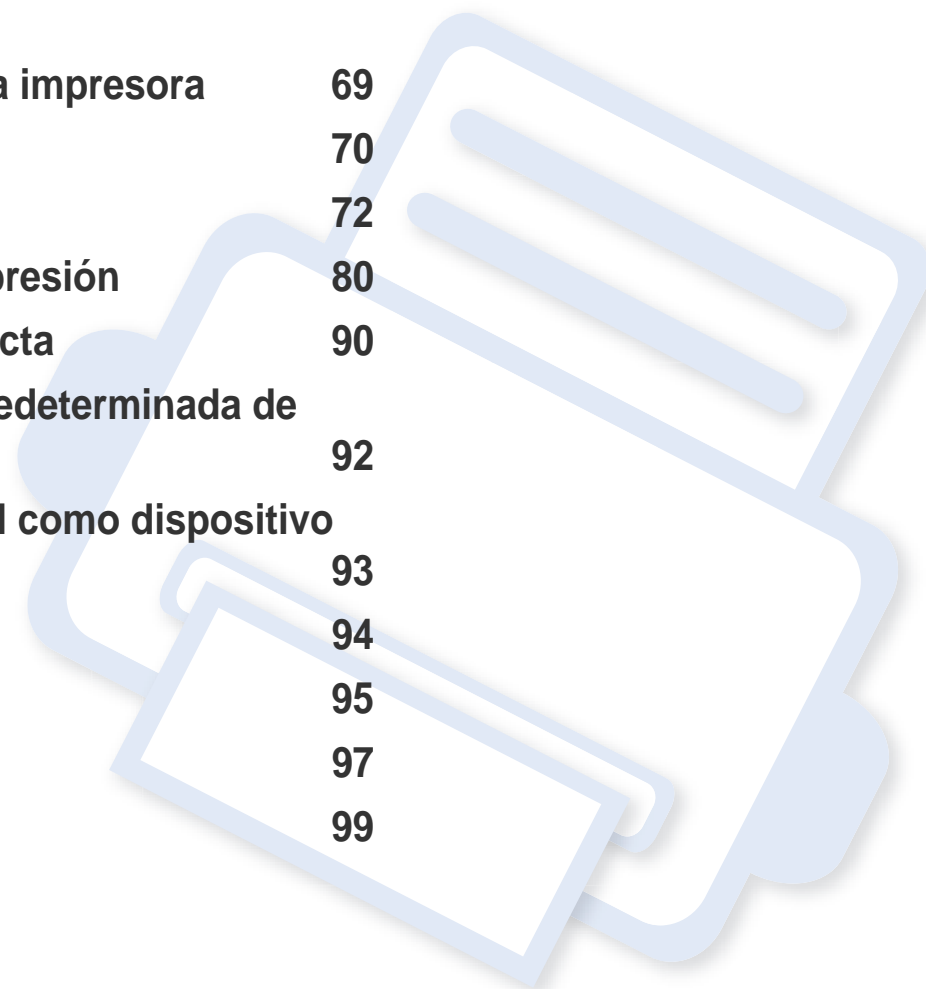 a impresora 69
70
72
presión 80
cta 90
edeterminada de
92
l como dispositivo
93
94
95
97
99